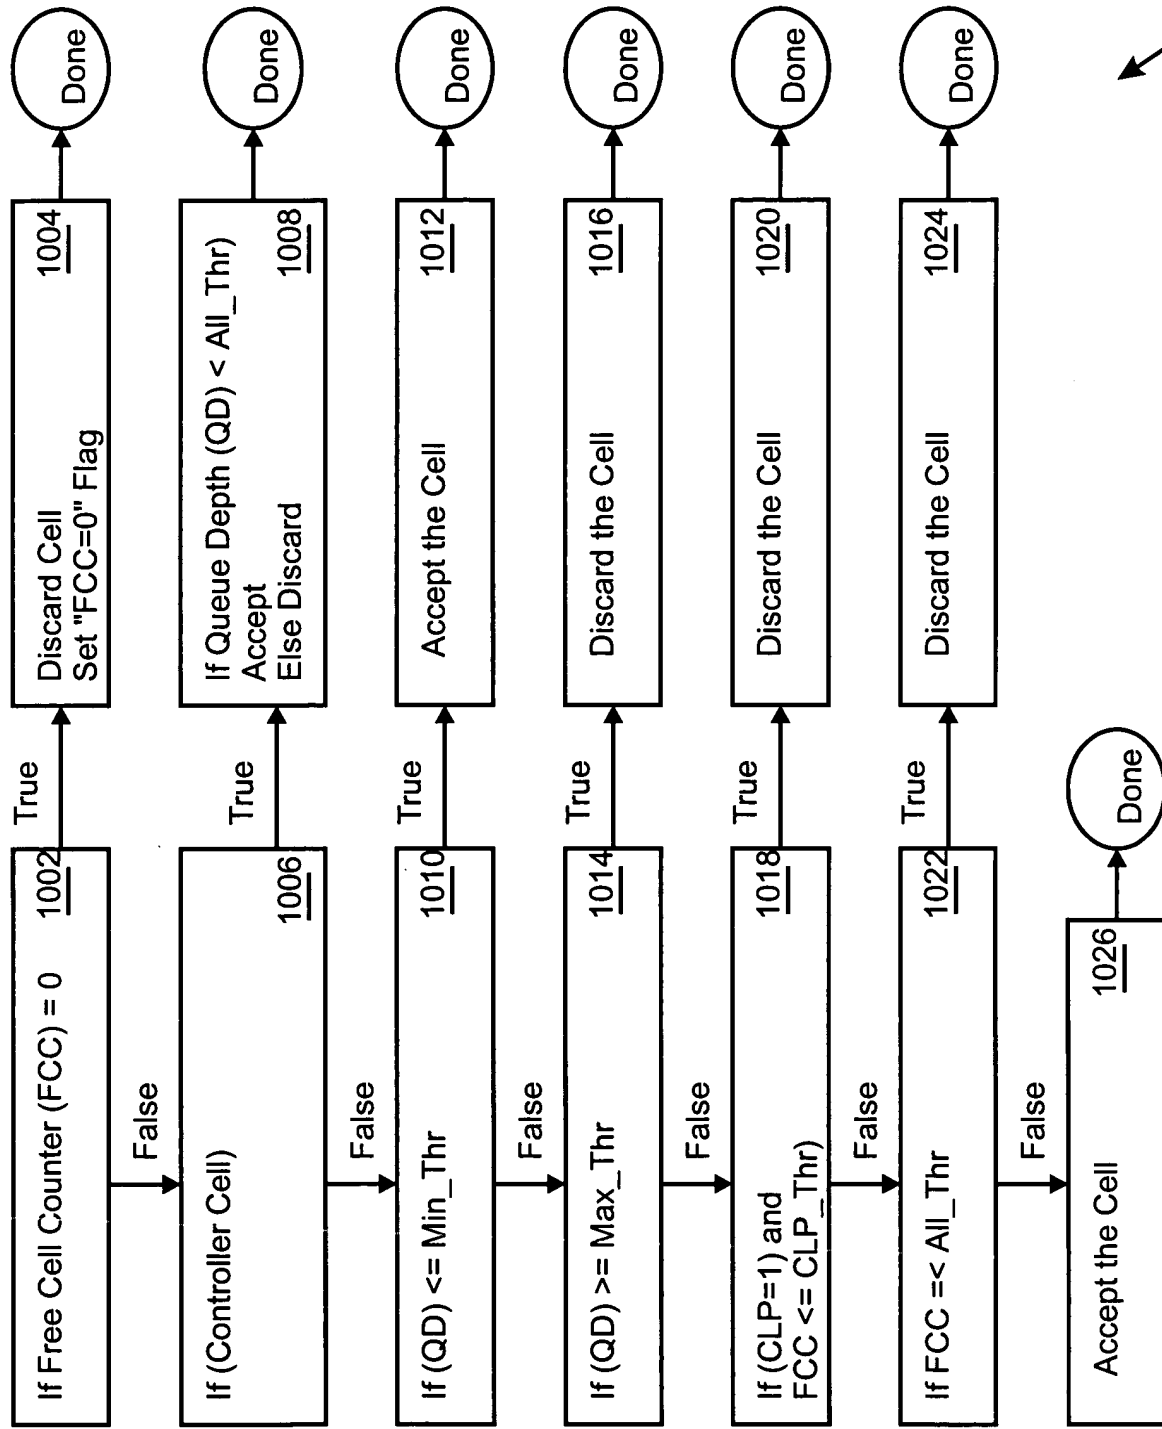 If Free Cell Counter (FCC) = 0
1002
True
Discard Cell
Set "FCC=0" Flag
1004
Done
False
If (Controller Cell)
1006
True
If Queue Depth (QD) < All_Thr)
Accept
Else Discard
1008
Done
False
If (QD) <= Min_Thr
1010
True
Accept the Cell
1012
Done
False
If (QD) >= Max_Thr
1014
True
Discard the Cell
1016
Done
False
If (CLP=1) and
FCC <= CLP_Thr)
1018
True
Discard the Cell
1020
Done
False
If FCC =< All_Thr
1022
True
Discard the Cell
1024
Done
False
Accept the Cell
1026
Done